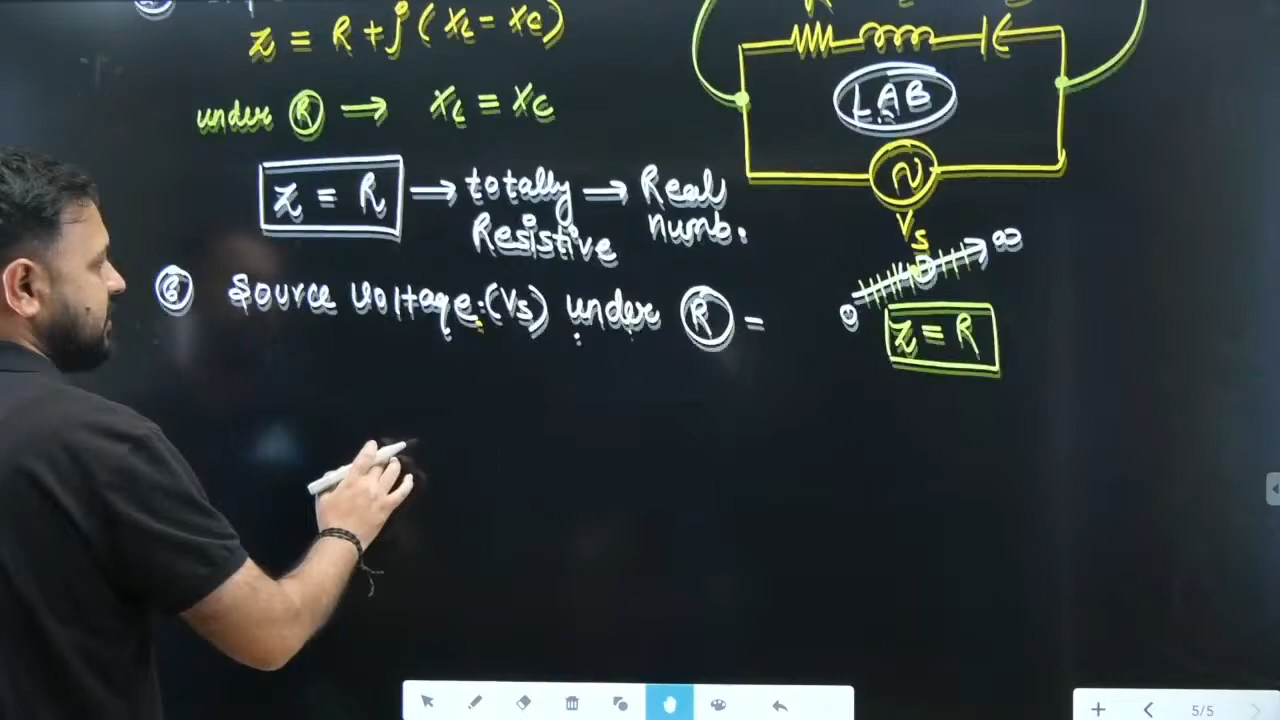 Z = R + j (XL - XC)
under Ⓡ → XL = XC
LAB
Z = R → totally Resistive → Real numb.
Vs
0 ω ∞
⑥ Source Voltage:(Vs) under Ⓡ =
Z = R
5/5